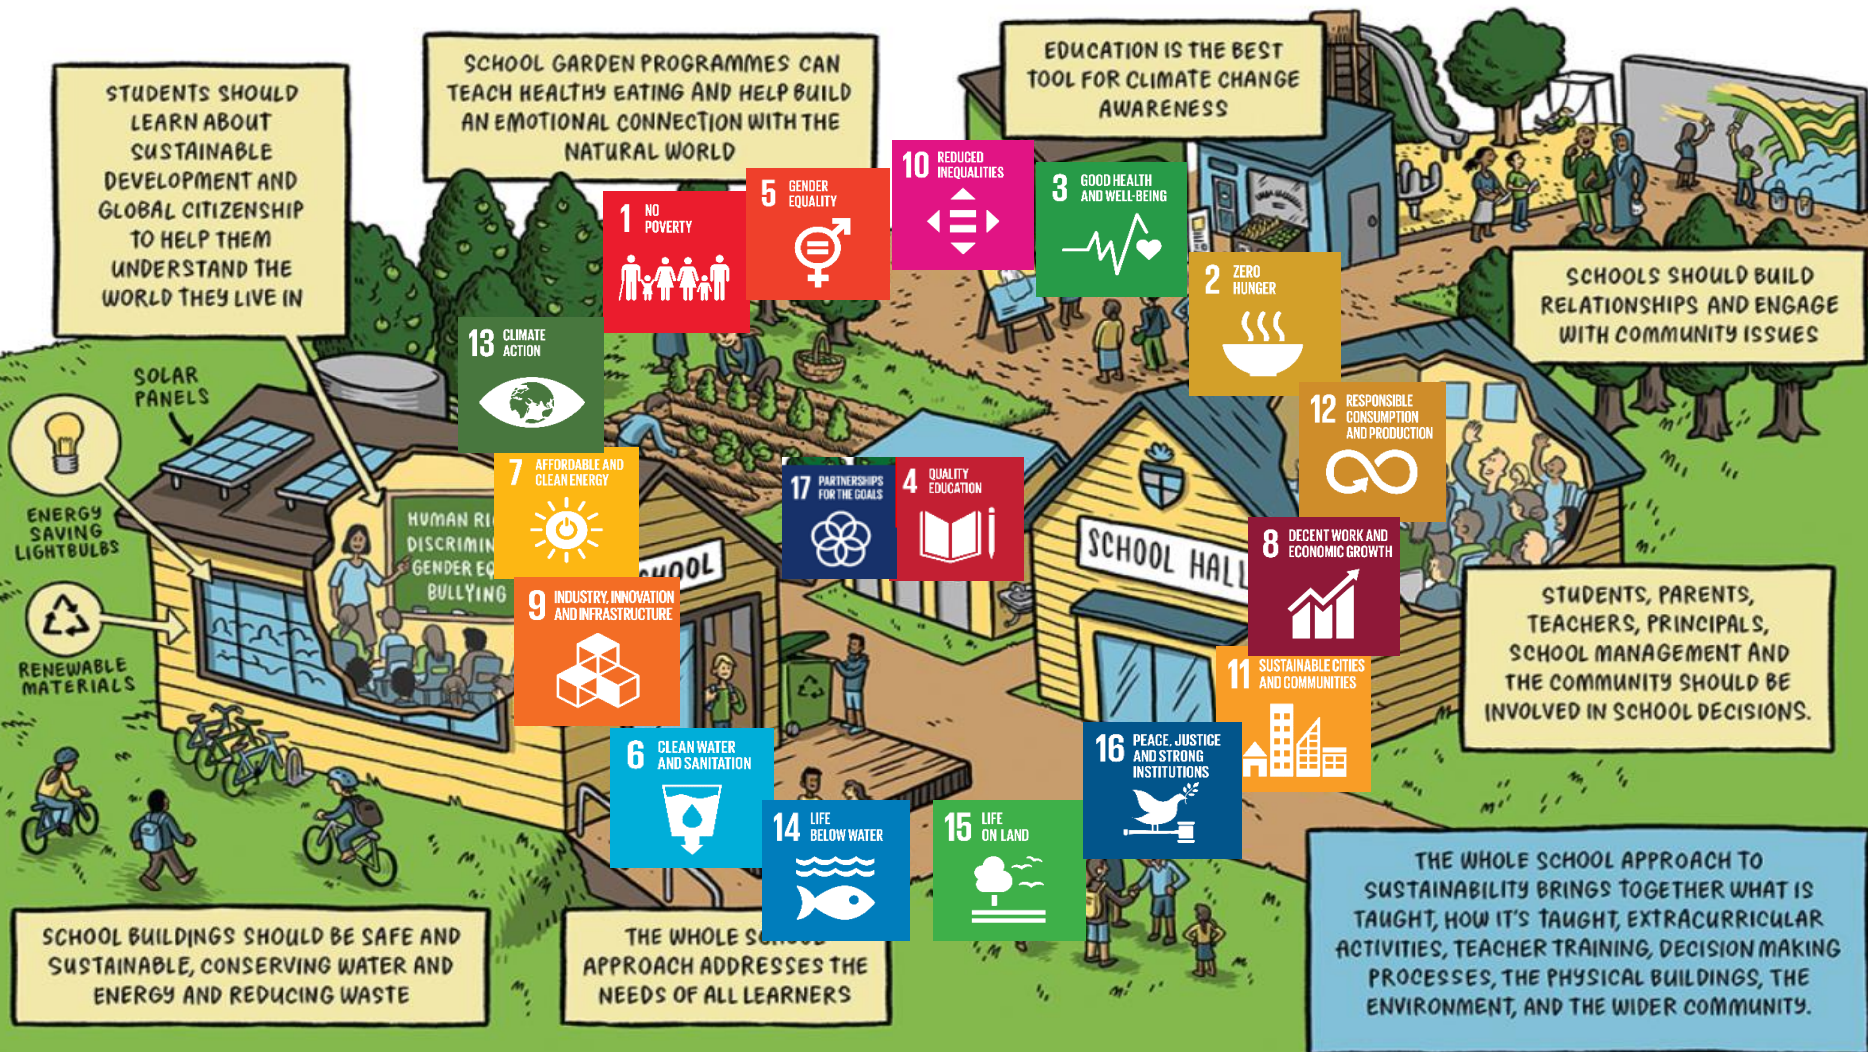 STUDENTS SHOULD
LEARN ABOUT
SUSTAINABLE
DEVELOPMENT AND
GLOBAL CITIZENSHIP
TO HELP THEM
UNDERSTAND THE
WORLD THEY LIVE IN
SCHOOL GARDEN PROGRAMMES CAN
TEACH HEALTHY EATING AND HELP BUILD
AN EMOTIONAL CONNECTION WITH THE
NATURAL WORLD
EDUCATION IS THE BEST
TOOL FOR CLIMATE CHANGE
AWARENESS
10 REDUCED
INEQUALITIES
5 GENDER
EQUALITY
3 GOOD HEALTH
AND WELL-BEING
1 NO
POVERTY
2 ZERO
HUNGER
SCHOOLS SHOULD BUILD
RELATIONSHIPS AND ENGAGE
WITH COMMUNITY ISSUES
13 CLIMATE
ACTION
SOLAR
PANELS
12 RESPONSIBLE
CONSUMPTION
AND PRODUCTION
7 AFFORDABLE AND
CLEAN ENERGY
17 PARTNERSHIPS
FOR THE GOALS
4 QUALITY
EDUCATION
ENERGY
SAVING
LIGHTBULBS
HUMAN RI
DISCRIMIN
GENDER EQ
BULLYING
HOOL
SCHOOL HALL
8 DECENT WORK AND
ECONOMIC GROWTH
9 INDUSTRY, INNOVATION
AND INFRASTRUCTURE
STUDENTS, PARENTS,
TEACHERS, PRINCIPALS,
SCHOOL MANAGEMENT AND
THE COMMUNITY SHOULD BE
INVOLVED IN SCHOOL DECISIONS.
RENEWABLE
MATERIALS
11 SUSTAINABLE CITIES
AND COMMUNITIES
6 CLEAN WATER
AND SANITATION
16 PEACE, JUSTICE
AND STRONG
INSTITUTIONS
14 LIFE
BELOW WATER
15 LIFE
ON LAND
SCHOOL BUILDINGS SHOULD BE SAFE AND
SUSTAINABLE, CONSERVING WATER AND
ENERGY AND REDUCING WASTE
THE WHOLE SCHOOL
APPROACH ADDRESSES THE
NEEDS OF ALL LEARNERS
THE WHOLE SCHOOL APPROACH TO
SUSTAINABILITY BRINGS TOGETHER WHAT IS
TAUGHT, HOW IT'S TAUGHT, EXTRACURRICULAR
ACTIVITIES, TEACHER TRAINING, DECISION MAKING
PROCESSES, THE PHYSICAL BUILDINGS, THE
ENVIRONMENT, AND THE WIDER COMMUNITY.